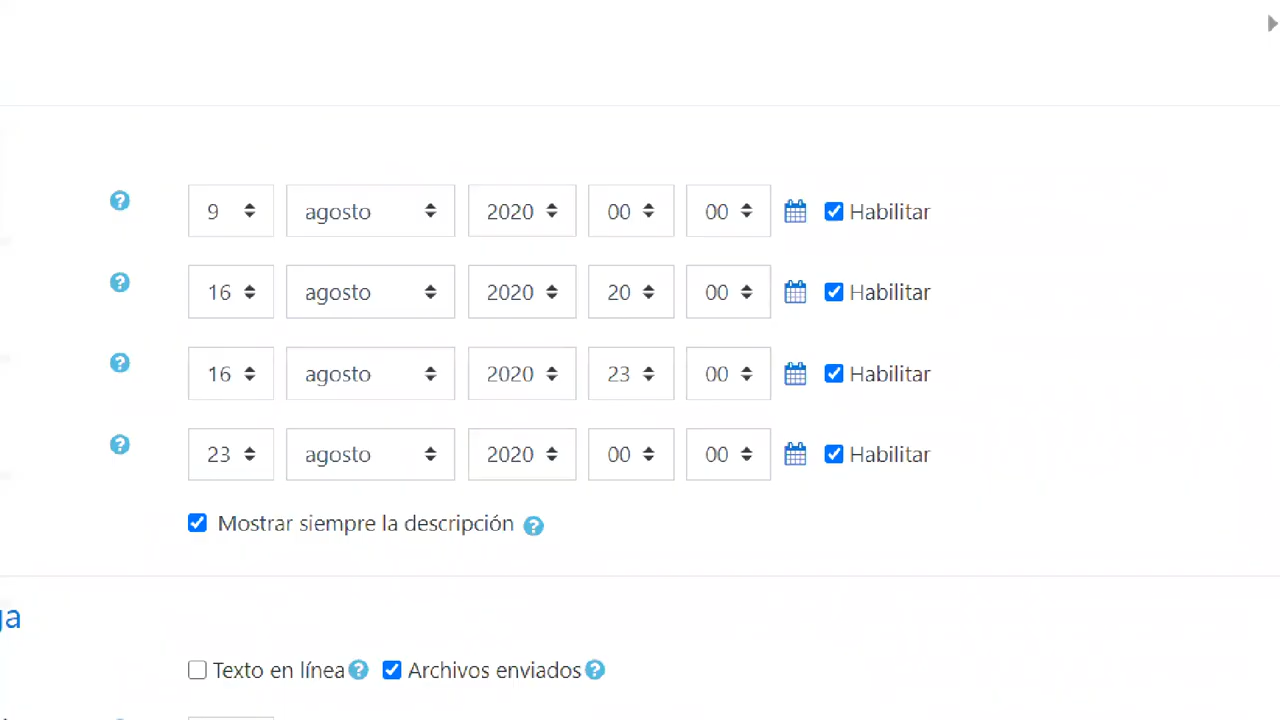 9 agosto 2020 00 00 Habilitar
16 agosto 2020 20 00 Habilitar
16 agosto 2020 23 00 Habilitar
23 agosto 2020 00 00 Habilitar
Mostrar siempre la descripción
ga
Texto en línea Archivos enviados